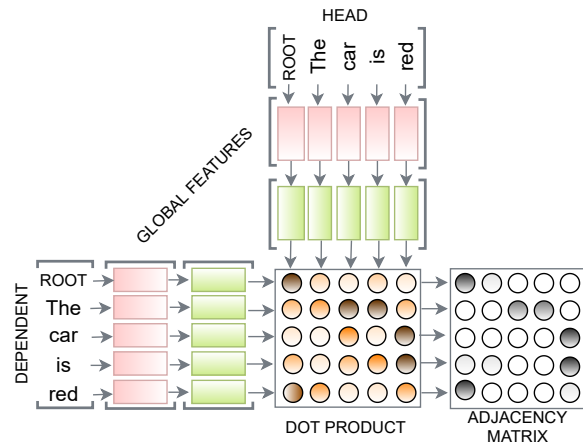 HEAD
ROOT The car is red
GLOBAL FEATURES
DEPENDENT
ROOT
The
car
is
red
DOT PRODUCT
ADJACENCY
MATRIX